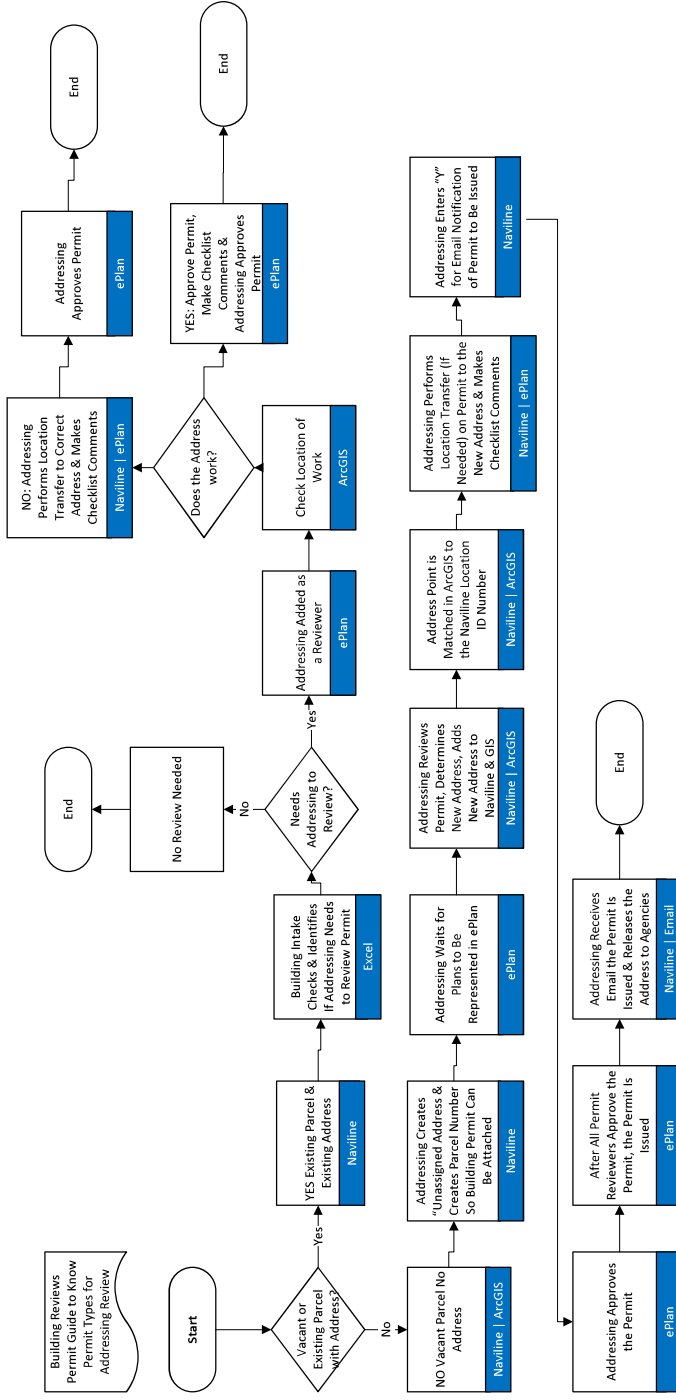 Building Reviews
Permit Guide to Know
Permit Types for
Addressing Review
Start
Vacant or
Existing Parcel
with Address?
Yes
No
YES Existing Parcel &
Existing Address
Naviline
Building Intake
Checks & Identifies
If Addressing Needs
to Review Permit
Excel
Needs
Addressing to
Review?
No
No Review Needed
End
Yes
Addressing Added as
a Reviewer
ePlan
Check Location of
Work
ArcGIS
Does the Address
work?
NO: Addressing
Performs Location
Transfer to Correct
Address & Makes
Checklist Comments
Naviline | ePlan
Addressing
Approves Permit
ePlan
End
YES: Approve Permit,
Make Checklist
Comments &
Addressing Approves
Permit
ePlan
End
NO Vacant Parcel No
Address
Naviline | ArcGIS
Addressing Creates
“Unassigned Address &
Creates Parcel Number
So Building Permit Can
Be Attached
Naviline
Addressing Waits for
Plans to Be
Represented in ePlan
ePlan
Addressing Reviews
Permit, Determines
New Address, Adds
New Address to
Naviline & GIS
Naviline | ArcGIS
Address Point is
Matched in ArcGIS to
the Naviline Location
ID Number
Naviline | ArcGIS
Addressing Performs
Location Transfer (If
Needed) on Permit to the
New Address & Makes
Checklist Comments
Naviline | ePlan
Addressing Enters “Y”
for Email Notification
of Permit to Be Issued
Naviline
Addressing Approves
the Permit
ePlan
After All Permit
Reviewers Approve the
Permit, the Permit Is
Issued
ePlan
Addressing Receives
Email the Permit Is
Issued & Releases the
Address to Agencies
Naviline | Email
End